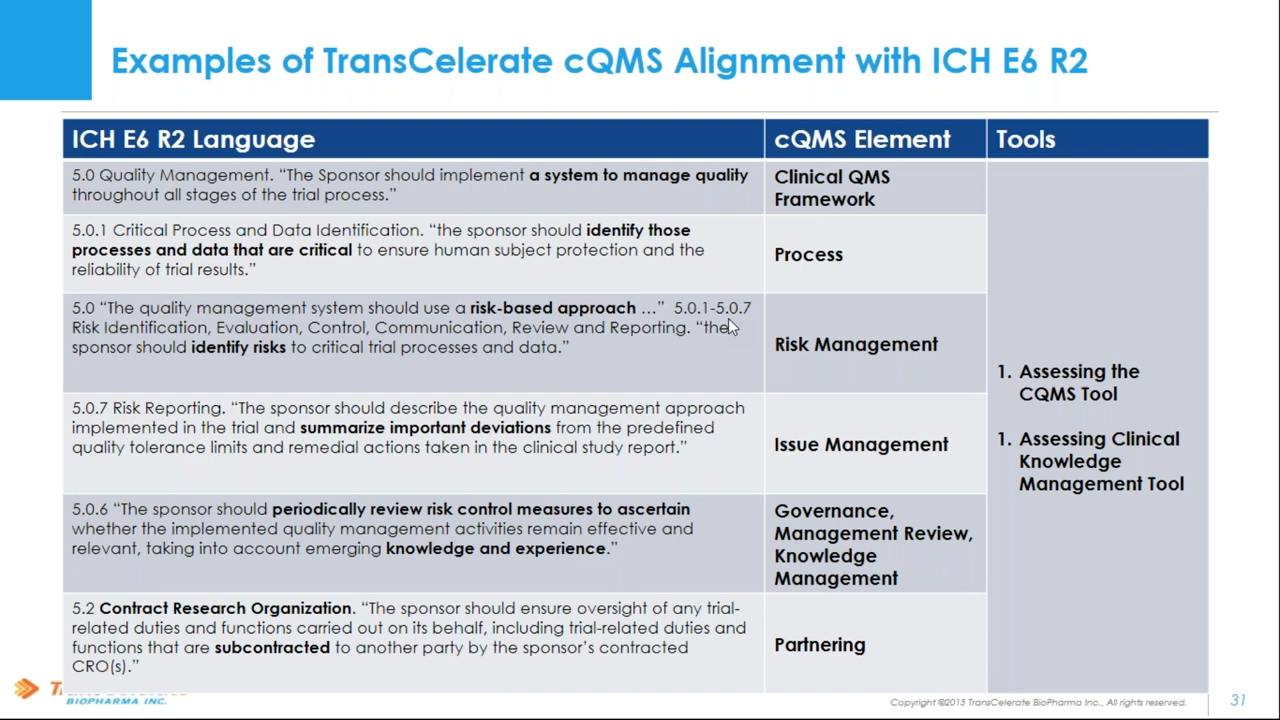 Examples of TransCelerate cQMS Alignment with ICH E6 R2
ICH E6 R2 Language
cQMS Element
Tools
5.0 Quality Management. “The Sponsor should implement a system to manage quality
throughout all stages of the trial process.”
Clinical QMS
Framework
5.0.1 Critical Process and Data Identification. “the sponsor should identify those
processes and data that are critical to ensure human subject protection and the
reliability of trial results.”
Process
5.0 “The quality management system should use a risk-based approach …” 5.0.1-5.0.7
Risk Identification, Evaluation, Control, Communication, Review and Reporting. “the
sponsor should identify risks to critical trial processes and data.”
Risk Management
5.0.7 Risk Reporting. “The sponsor should describe the quality management approach
implemented in the trial and summarize important deviations from the predefined
quality tolerance limits and remedial actions taken in the clinical study report.”
Issue Management
5.0.6 “The sponsor should periodically review risk control measures to ascertain
whether the implemented quality management activities remain effective and
relevant, taking into account emerging knowledge and experience.”
Governance,
Management Review,
Knowledge
Management
5.2 Contract Research Organization. “The sponsor should ensure oversight of any trial-
related duties and functions carried out on its behalf, including trial-related duties and
functions that are subcontracted to another party by the sponsor’s contracted
CRO(s).”
Partnering
1. Assessing the
CQMS Tool
1. Assessing Clinical
Knowledge
Management Tool
BIOPHARMA INC.
Copyright ©2015 TransCelerate BioPharma Inc., All rights reserved.
31